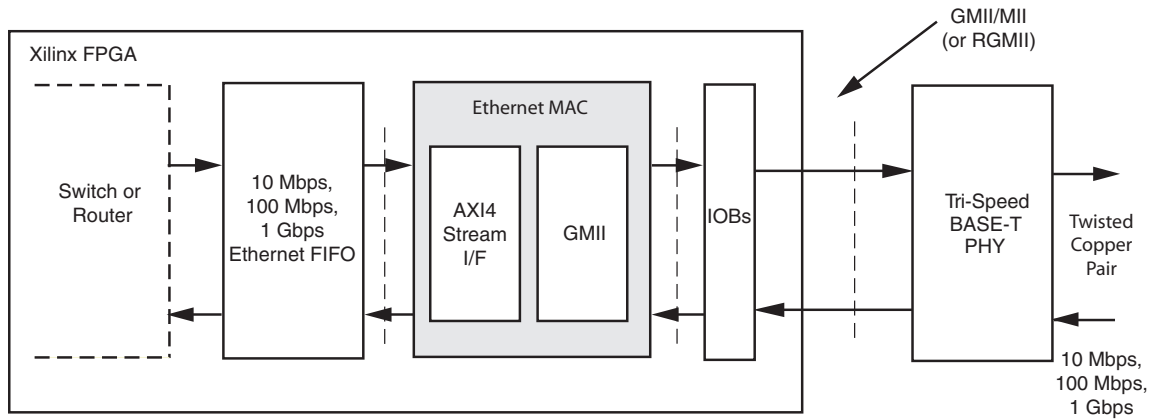 GMII/MII
(or RGMII)
Xilinx FPGA
Switch or
Router
10 Mbps,
100 Mbps,
1 Gbps
Ethernet FIFO
Ethernet MAC
AXI4
Stream
I/F
GMII
IOBs
Tri-Speed
BASE-T
PHY
Twisted
Copper
Pair
10 Mbps,
100 Mbps,
1 Gbps